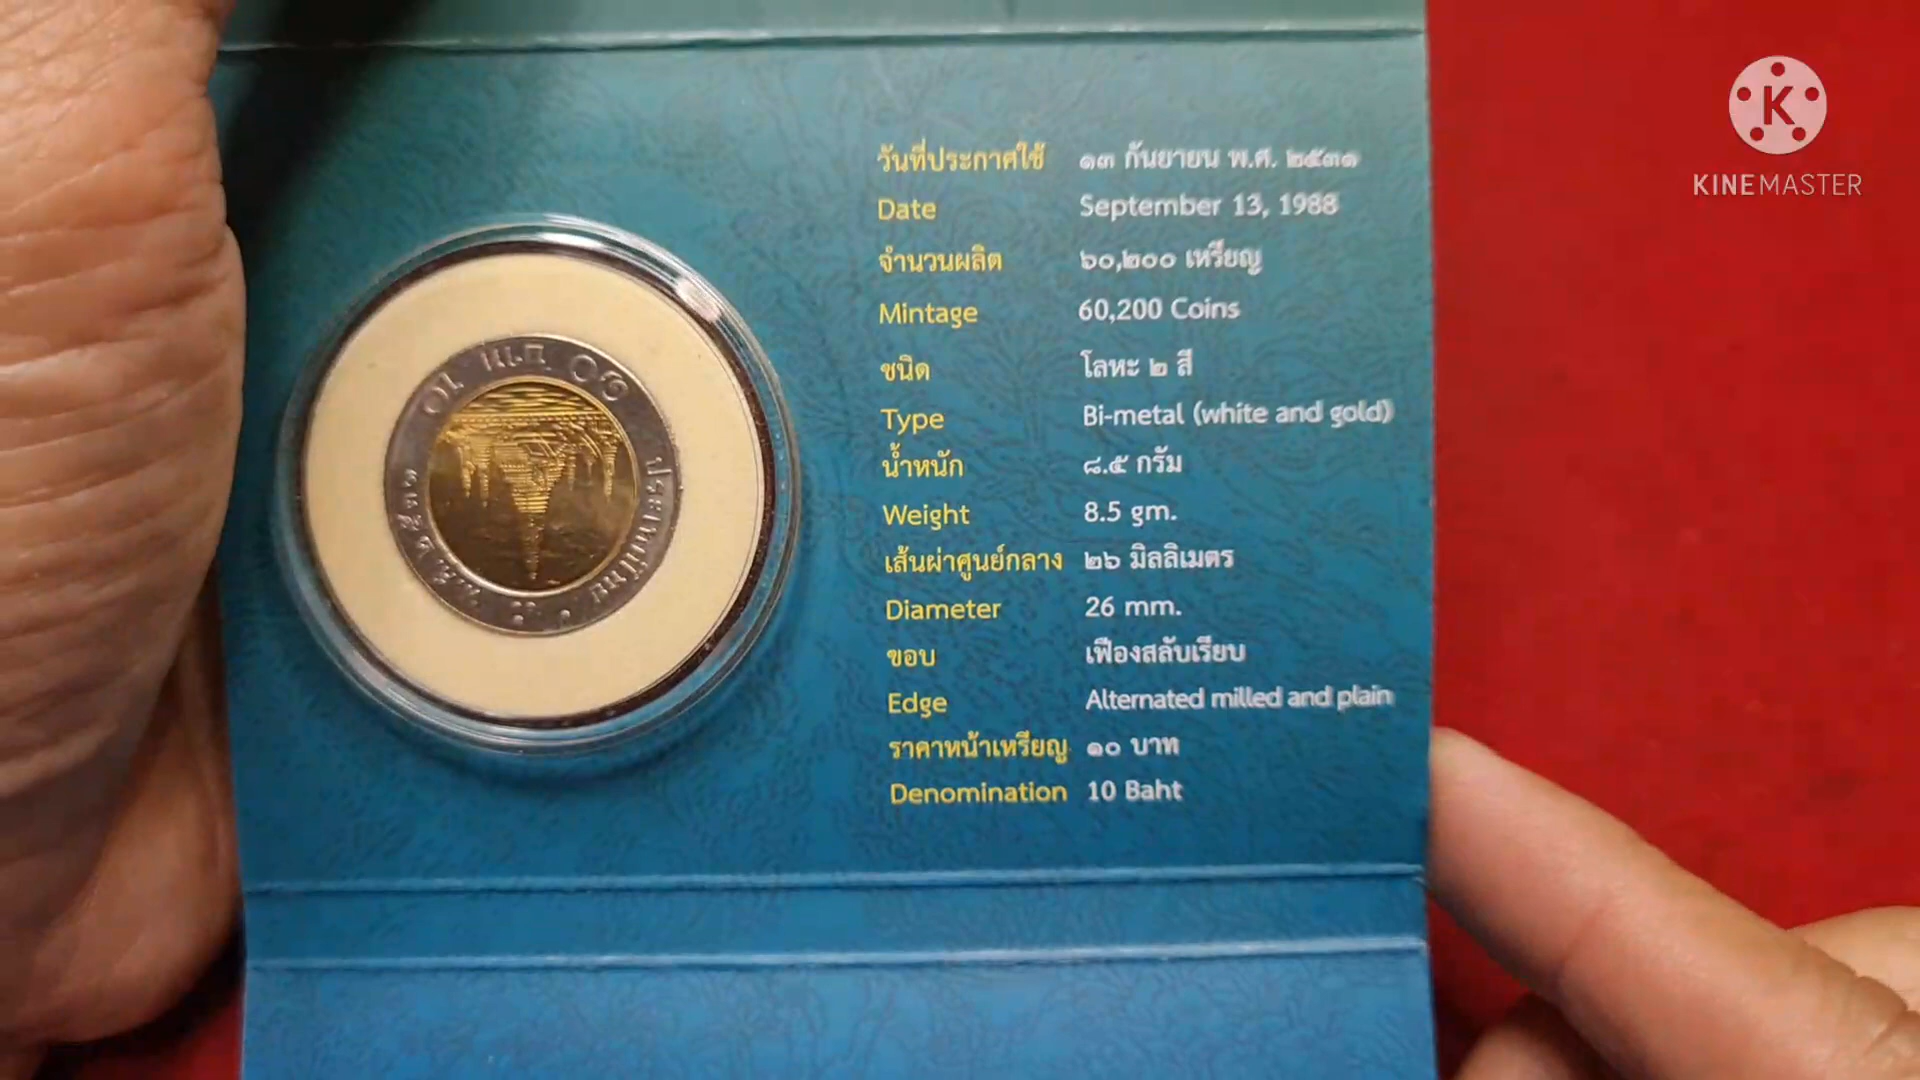 วันที่ประกาศใช้ ๑๓ กันยายน พ.ศ. ๒๕๓๑
Date September 13, 1988
จำนวนผลิต ๖๐,๒๐๐ เหรียญ
Mintage 60,200 Coins
ชนิด โลหะ ๒ สี
Type Bi-metal (white and gold)
น้ำหนัก ๘.๕ กรัม
Weight 8.5 gm.
เส้นผ่าศูนย์กลาง ๒๖ มิลลิเมตร
Diameter 26 mm.
ขอบ เฟืองสลับเรียบ
Edge Alternated milled and plain
ราคาหน้าเหรียญ ๑๐ บาท
Denomination 10 Baht
ประเทศไทย
พ.ศ. ๒๕๓๑
K
KINEMASTER